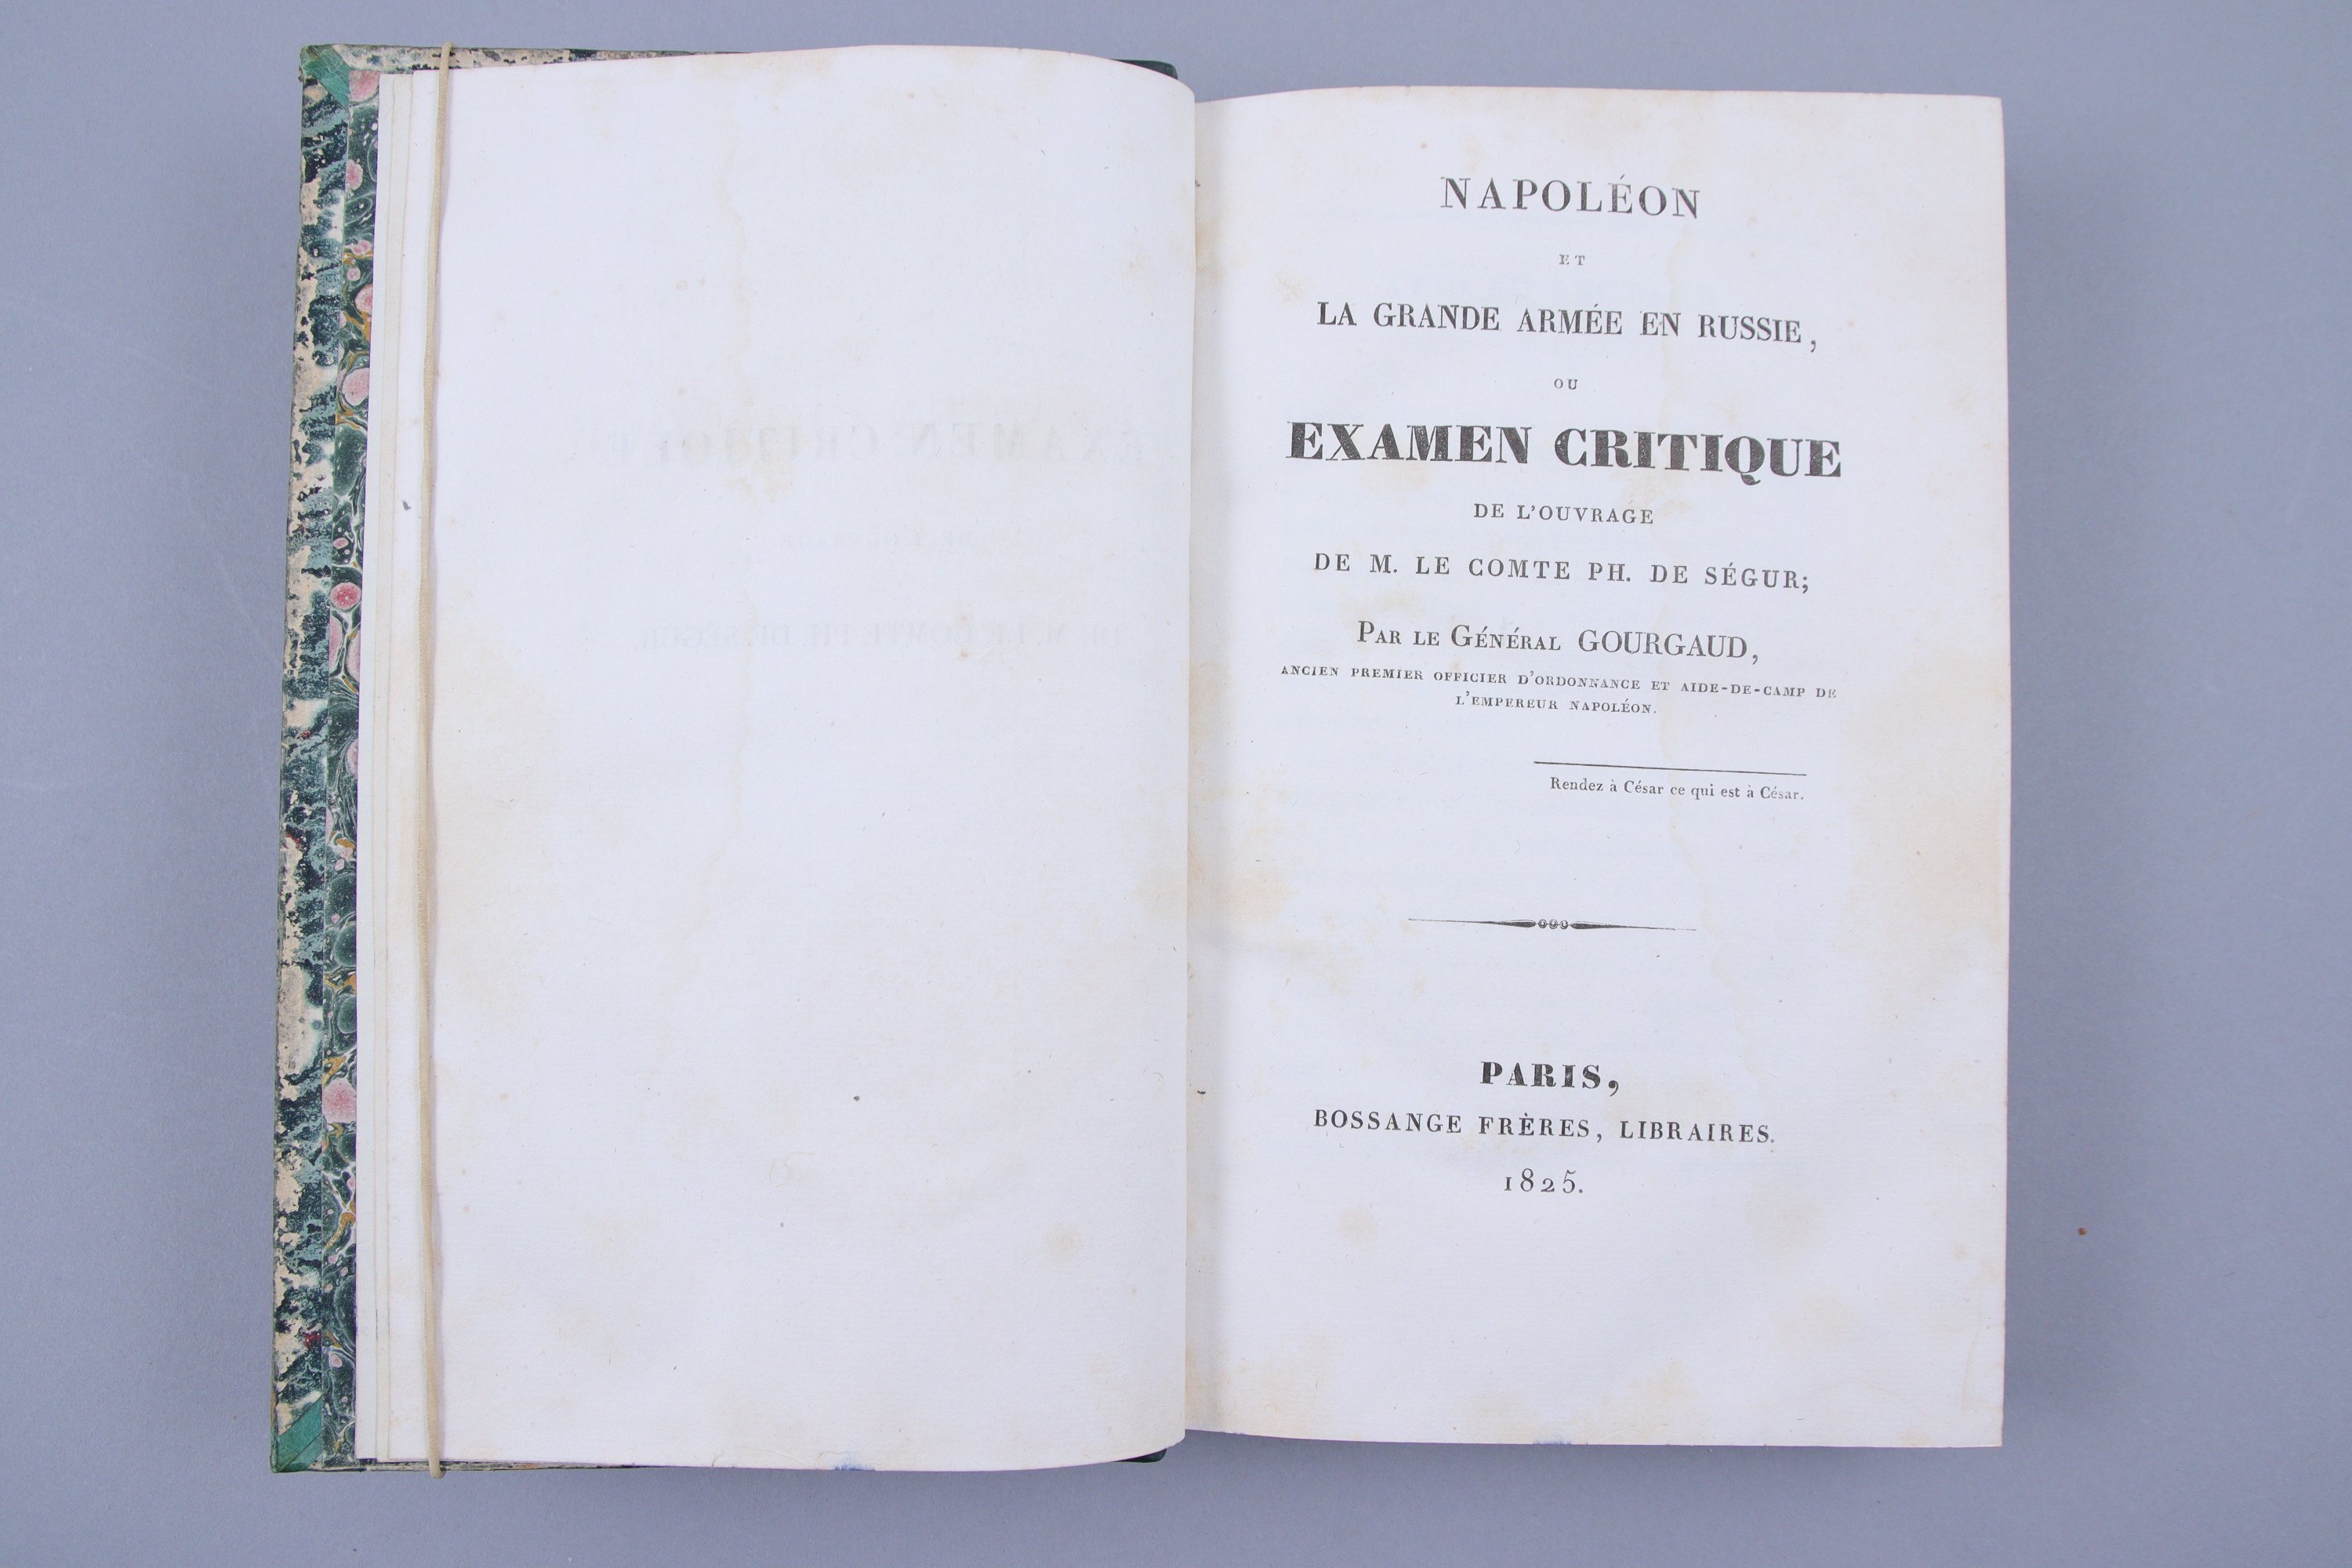 NAPOLÉON
ET
LA GRANDE ARMÉE EN RUSSIE,
OU
EXAMEN CRITIQUE
DE L'OUVRAGE
DE M. LE COMTE PH. DE SÉGUR;
PAR LE GÉNÉRAL GOURGAUD,
ANCIEN PREMIER OFFICIER D'ORDONNANCE ET AIDE-DE-CAMP DE
L'EMPEREUR NAPOLÉON.
Rendez à César ce qui est à César.
PARIS,
BOSSANGE FRÈRES, LIBRAIRES.
1825.